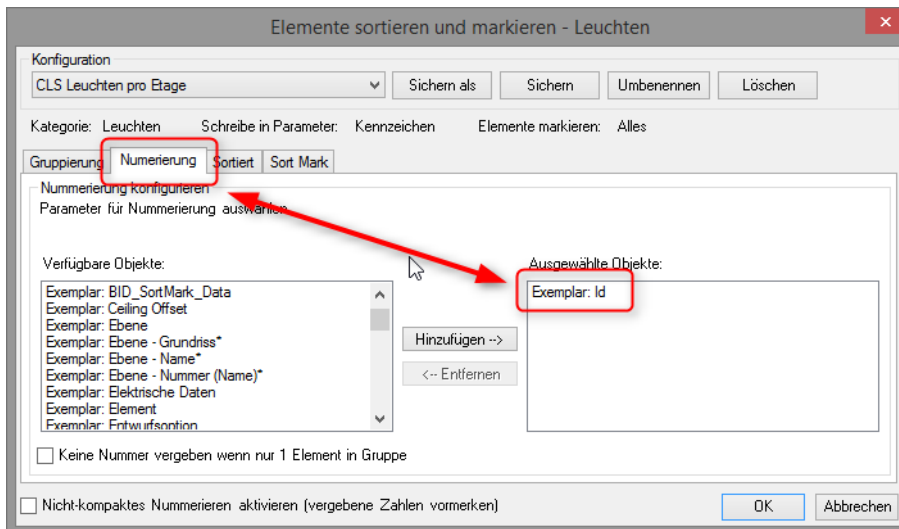 Elemente sortieren und markieren - Leuchten
Konfiguration
CLS Leuchten pro Etage
Sichern als
Sichern
Umbenennen
Löschen
Kategorie: Leuchten Schreibe in Parameter: Kennzeichen Elemente markieren: Alles
Gruppierung Numerierung Sortiert Sort Mark
Nummerierung konfigurieren
Parameter für Nummerierung auswählen
Verfügbare Objekte:
Exemplar: BID_SortMark_Data
Exemplar: Ceiling Offset
Exemplar: Ebene
Exemplar: Ebene - Grundriss*
Exemplar: Ebene - Name*
Exemplar: Ebene - Nummer (Name)*
Exemplar: Elektrische Daten
Exemplar: Element
Exemplar: Entwurfsoption
Hinzufügen -->
<-- Entfernen
Ausgewählte Objekte:
Exemplar: Id
Keine Nummer vergeben wenn nur 1 Element in Gruppe
Nicht-kompaktes Nummerieren aktivieren (vergebene Zahlen vormerken)
OK
Abbrechen